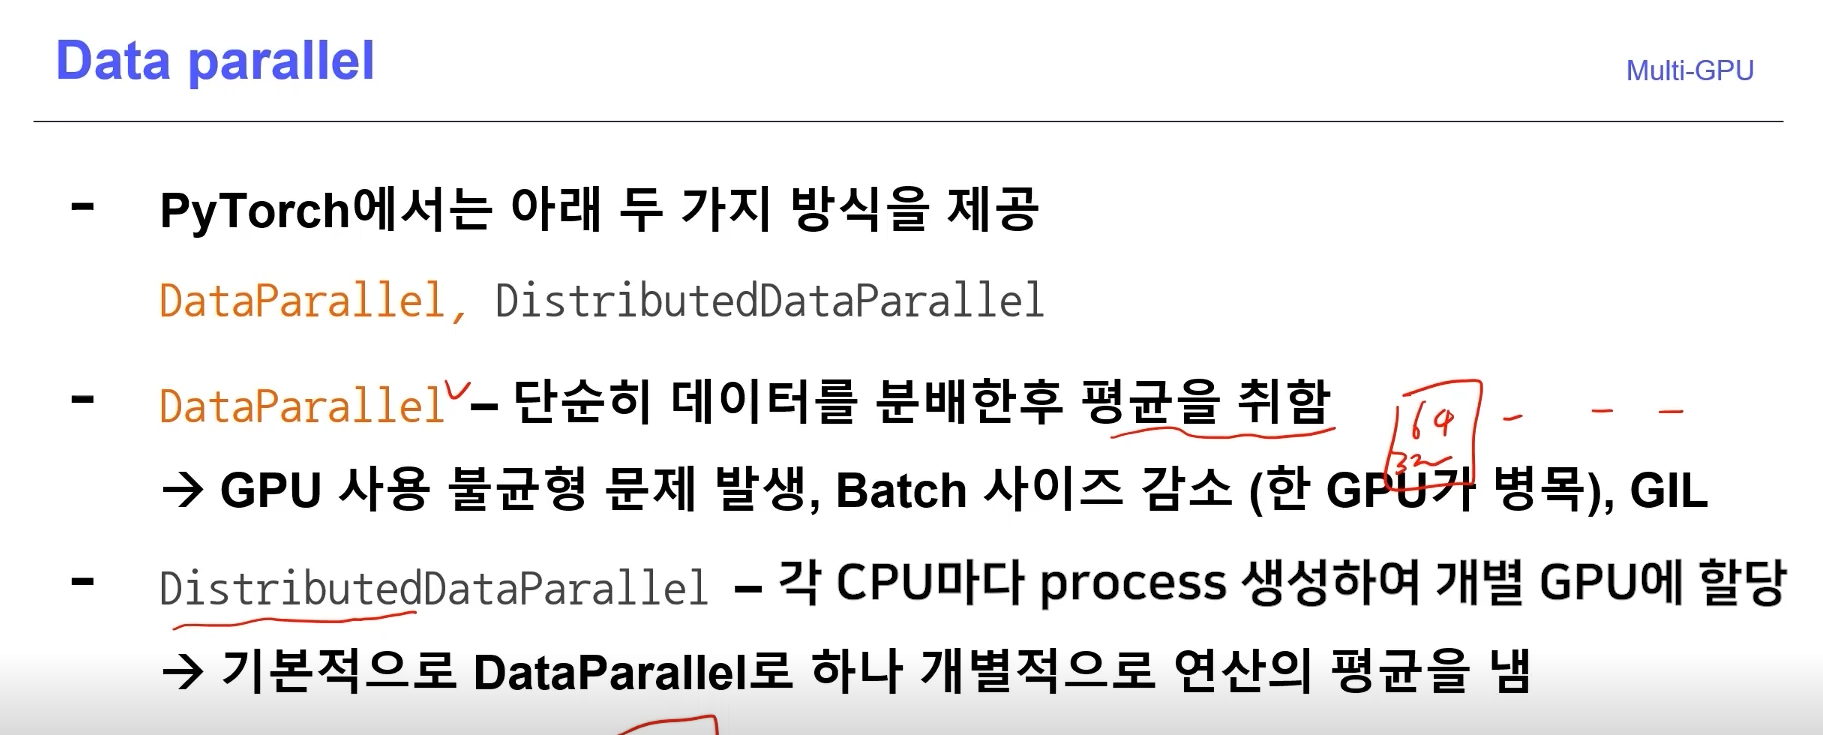 Data parallel
Multi-GPU
- PyTorch에서는 아래 두 가지 방식을 제공
DataParallel, DistributedDataParallel
- DataParallel – 단순히 데이터를 분배한후 평균을 취함
64
32
→ GPU 사용 불균형 문제 발생, Batch 사이즈 감소 (한 GPU가 병목), GIL
- DistributedDataParallel – 각 CPU마다 process 생성하여 개별 GPU에 할당
→ 기본적으로 DataParallel로 하나 개별적으로 연산의 평균을 냄